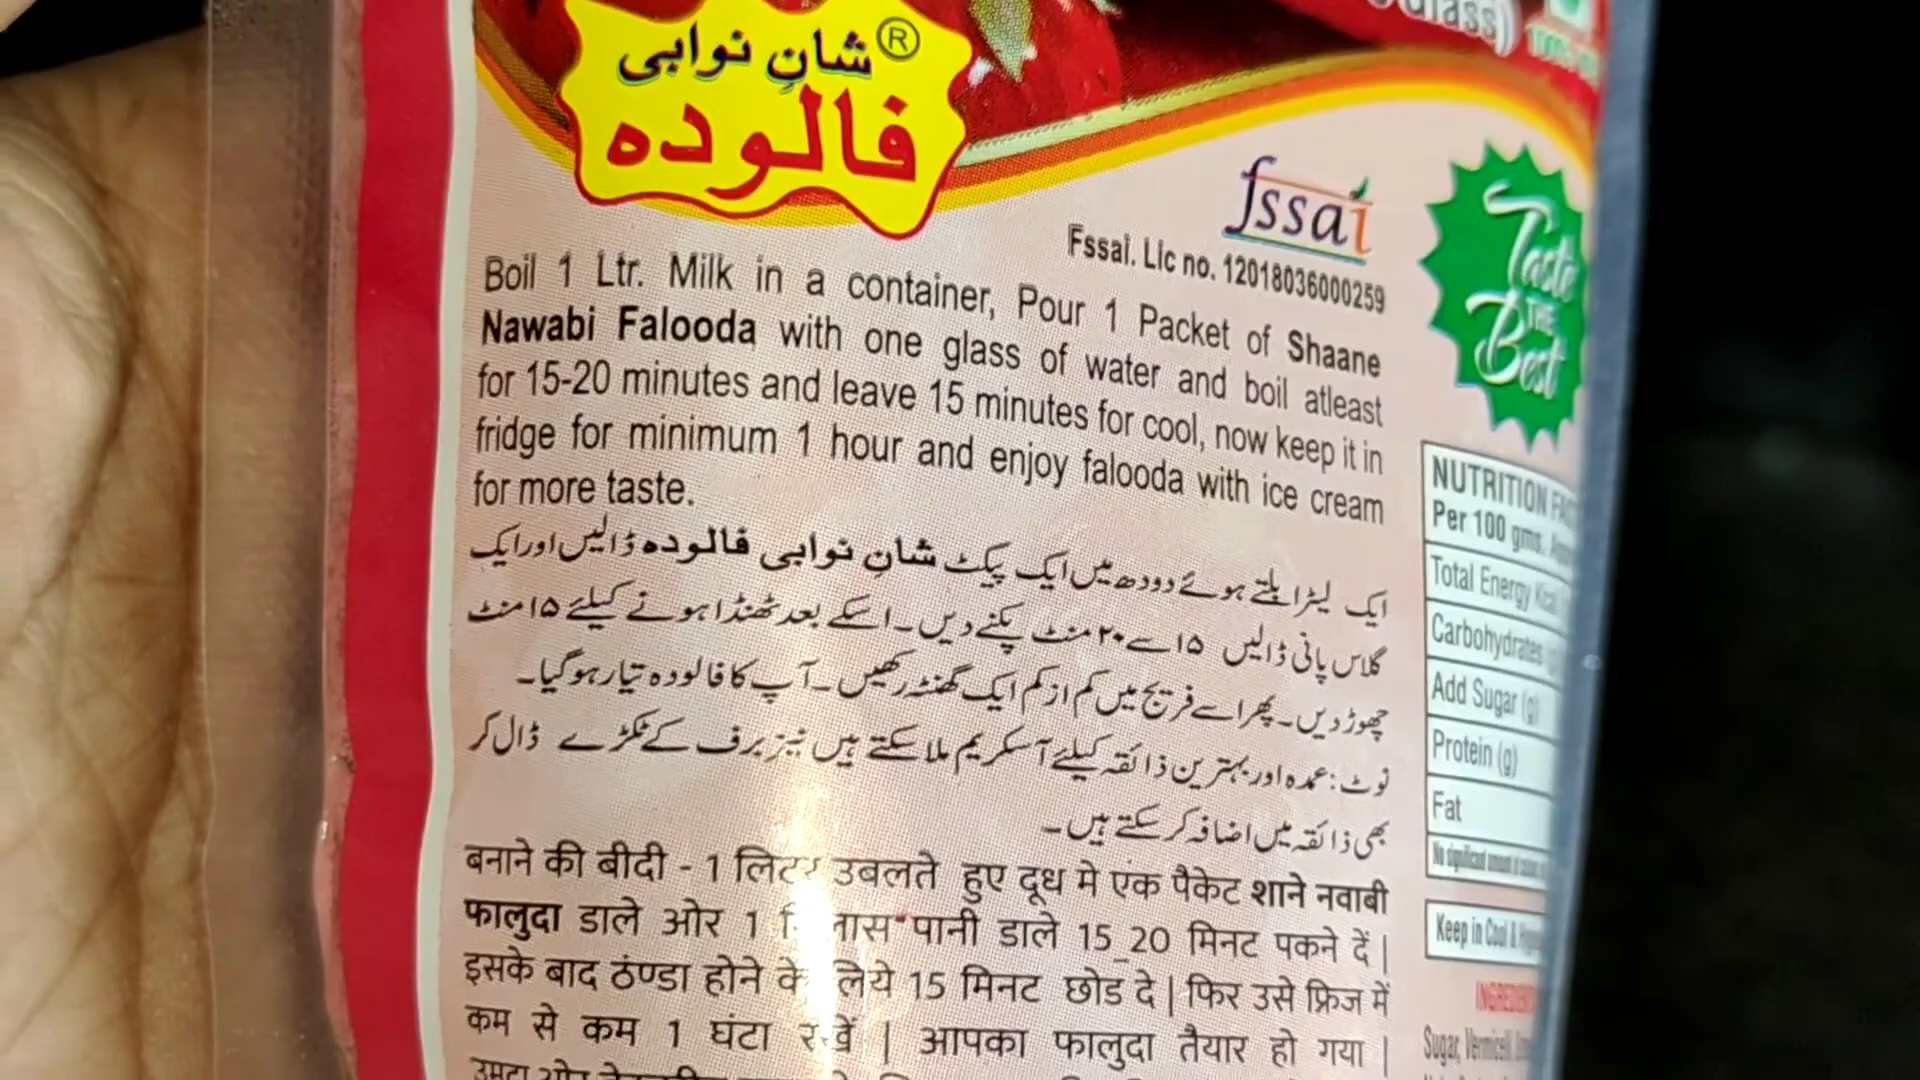 شانِ نوابی ®
فالودہ
Glass)
100%
fssai
Fssai. Lic no. 12018036000259
Taste
THE
Best
Boil 1 Ltr. Milk in a container, Pour 1 Packet of Shaane
Nawabi Falooda with one glass of water and boil atleast
for 15-20 minutes and leave 15 minutes for cool, now keep it in
fridge for minimum 1 hour and enjoy falooda with ice cream
for more taste.
ایک لیٹر ابلتے ہوئے دودھ میں ایک پیکٹ شانِ نوابی فالودہ ڈالیں اور ایک
گلاس پانی ڈالیں ۱۵ سے ۲۰ منٹ پکنے دیں۔ اسکے بعد ٹھنڈا ہونے کیلئے ۱۵ منٹ
چھوڑ دیں۔ پھر اسے فریج میں کم از کم ایک گھنٹہ رکھیں۔ آپ کا فالودہ تیار ہو گیا۔
نوٹ: عمدہ اور بہترین ذائقہ کیلئے آسکریم ملا سکتے ہیں نیز برف کے ٹکڑے ڈال کر
بھی ذائقہ میں اضافہ کر سکتے ہیں۔
बनाने की बीदी - 1 लिटर उबलते हुए दूध मे एंक पैकेट शाने नवाबी
फालुदा डाले ओर 1 पानी डाले 15_20 मिनट पकने दें |
इसके बाद ठंण्डा होने के लिये 15 मिनट छोड दे | फिर उसे फ्रिज में
कम से कम 1 घंटा रखें | आपका फालुदा तैयार हो गया |
NUTRITION
Per 100 gms.
Total Energy
Carbohydrates
Add Sugar (g)
Protein (g)
Fat
No significant amount of
Keep in Cool &
Sugar, Vermicelli